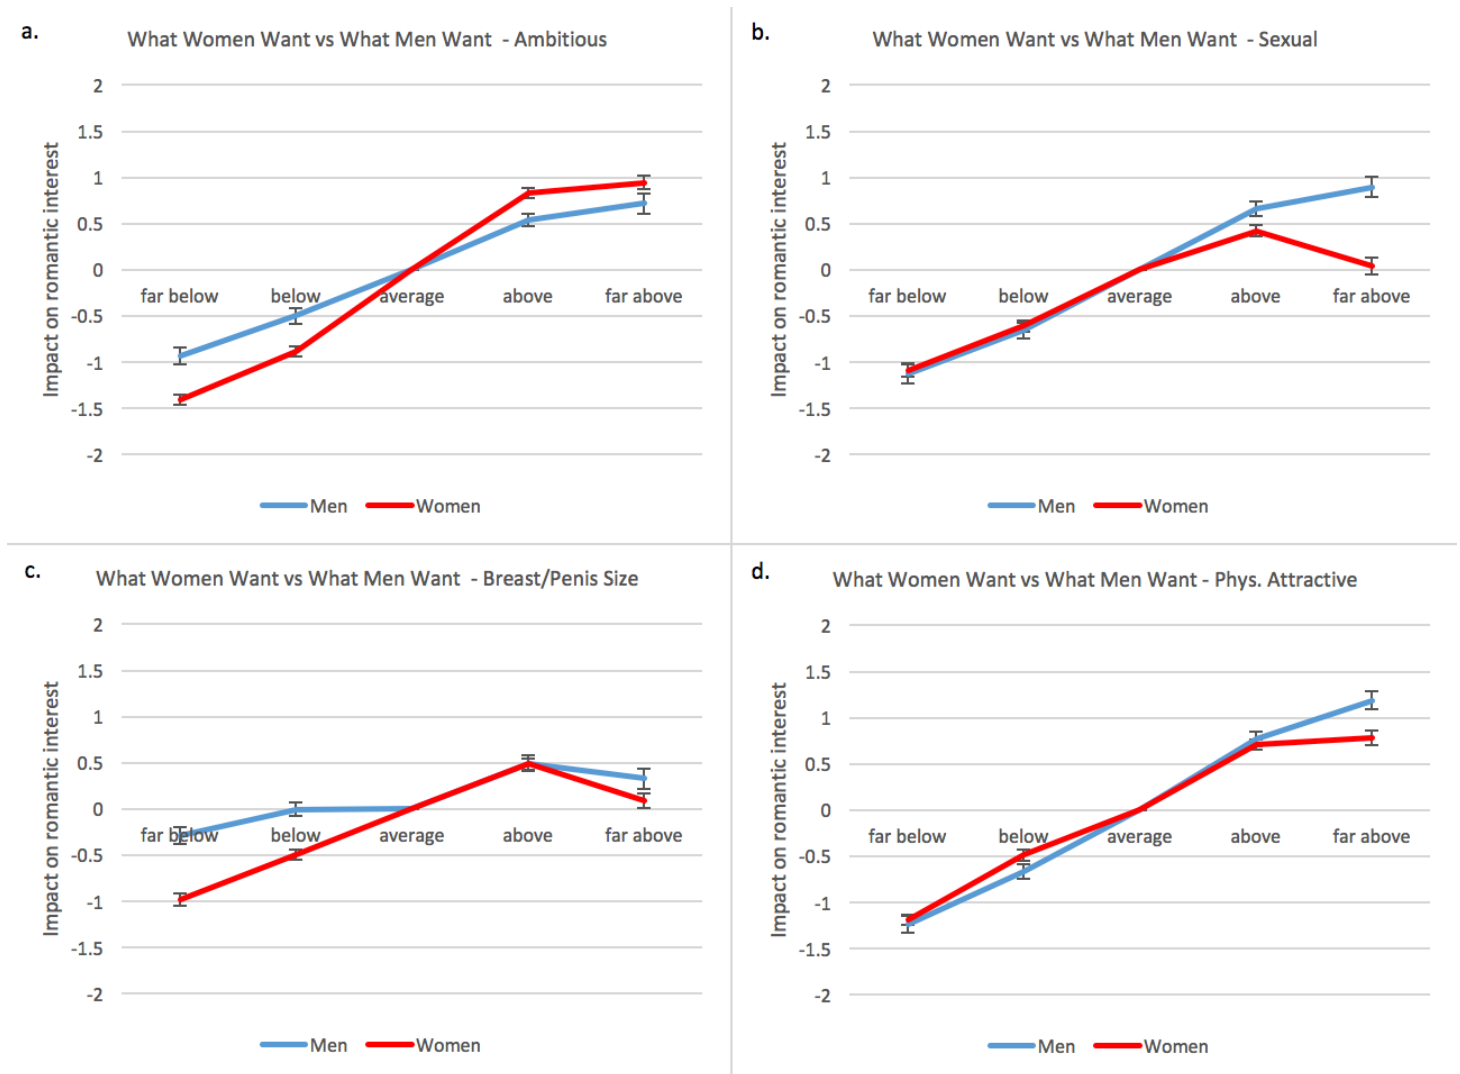 a.
What Women Want vs What Men Want - Ambitious
Impact on romantic interest
2
1.5
1
0.5
0
-0.5
-1
-1.5
-2
far below below average above far above
Men Women
b.
What Women Want vs What Men Want - Sexual
Impact on romantic interest
2
1.5
1
0.5
0
-0.5
-1
-1.5
-2
far below below average above far above
Men Women
c.
What Women Want vs What Men Want - Breast/Penis Size
Impact on romantic interest
2
1.5
1
0.5
0
-0.5
-1
-1.5
-2
far below below average above far above
Men Women
d.
What Women Want vs What Men Want - Phys. Attractive
Impact on romantic interest
2
1.5
1
0.5
0
-0.5
-1
-1.5
-2
far below below average above far above
Men Women